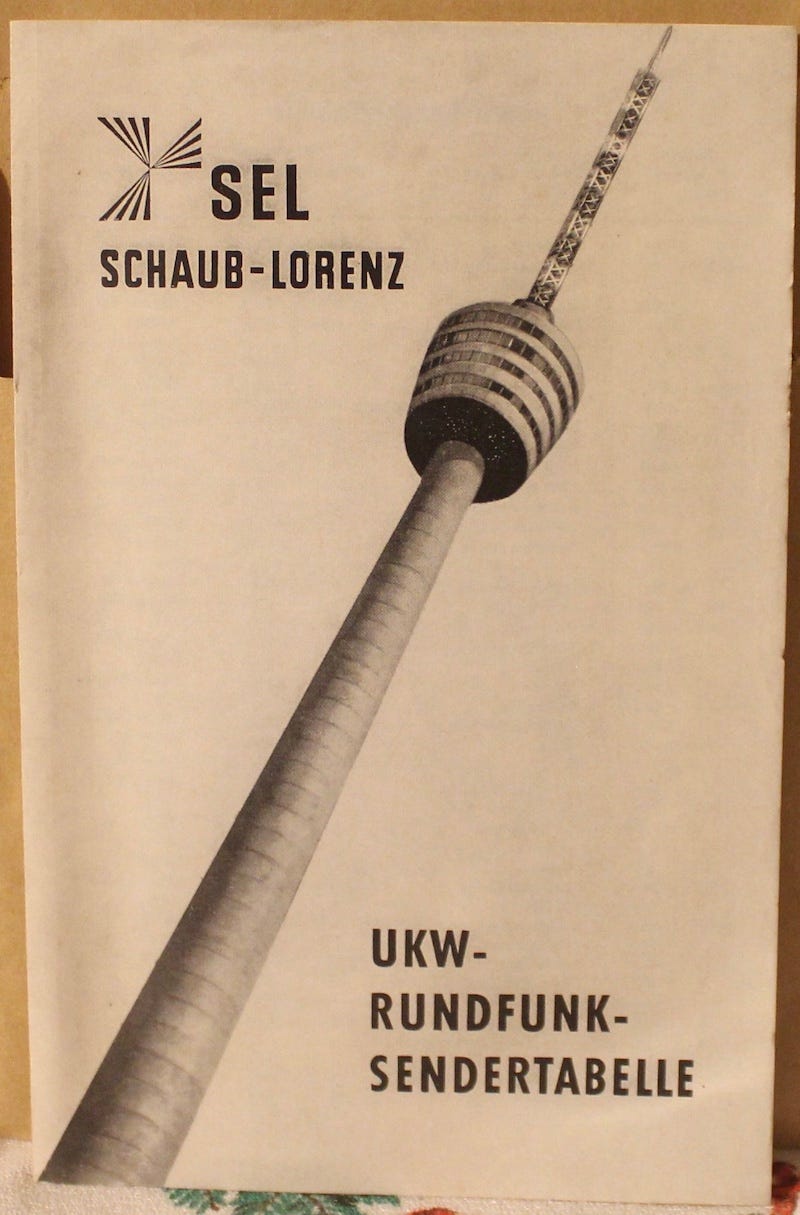 SEL
SCHAUB-LORENZ
UKW-
RUNDFUNK-
SENDERTABELLE